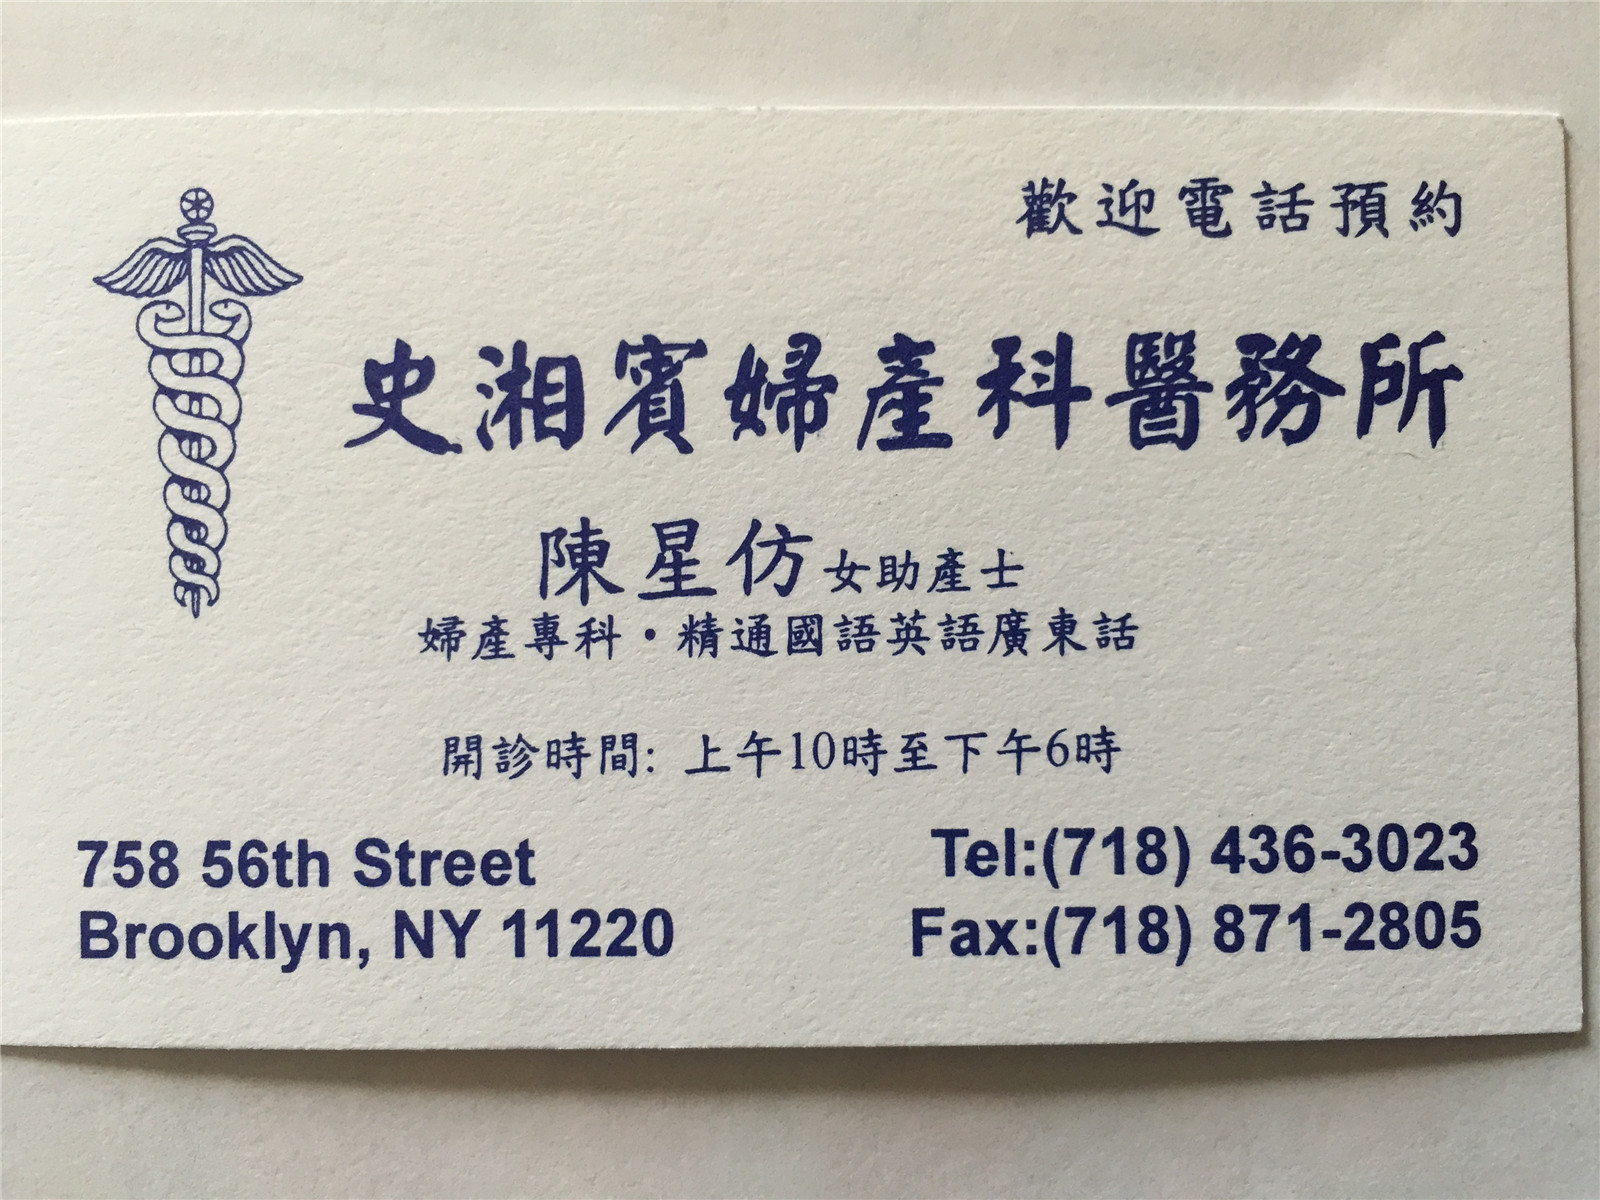 歡迎電話預約
史湘賓婦產科醫務所
陳星仿女助產士
婦產專科・精通國語英語廣東話
開診時間: 上午10時至下午6時
758 56th Street
Brooklyn, NY 11220
Tel:(718) 436-3023
Fax:(718) 871-2805